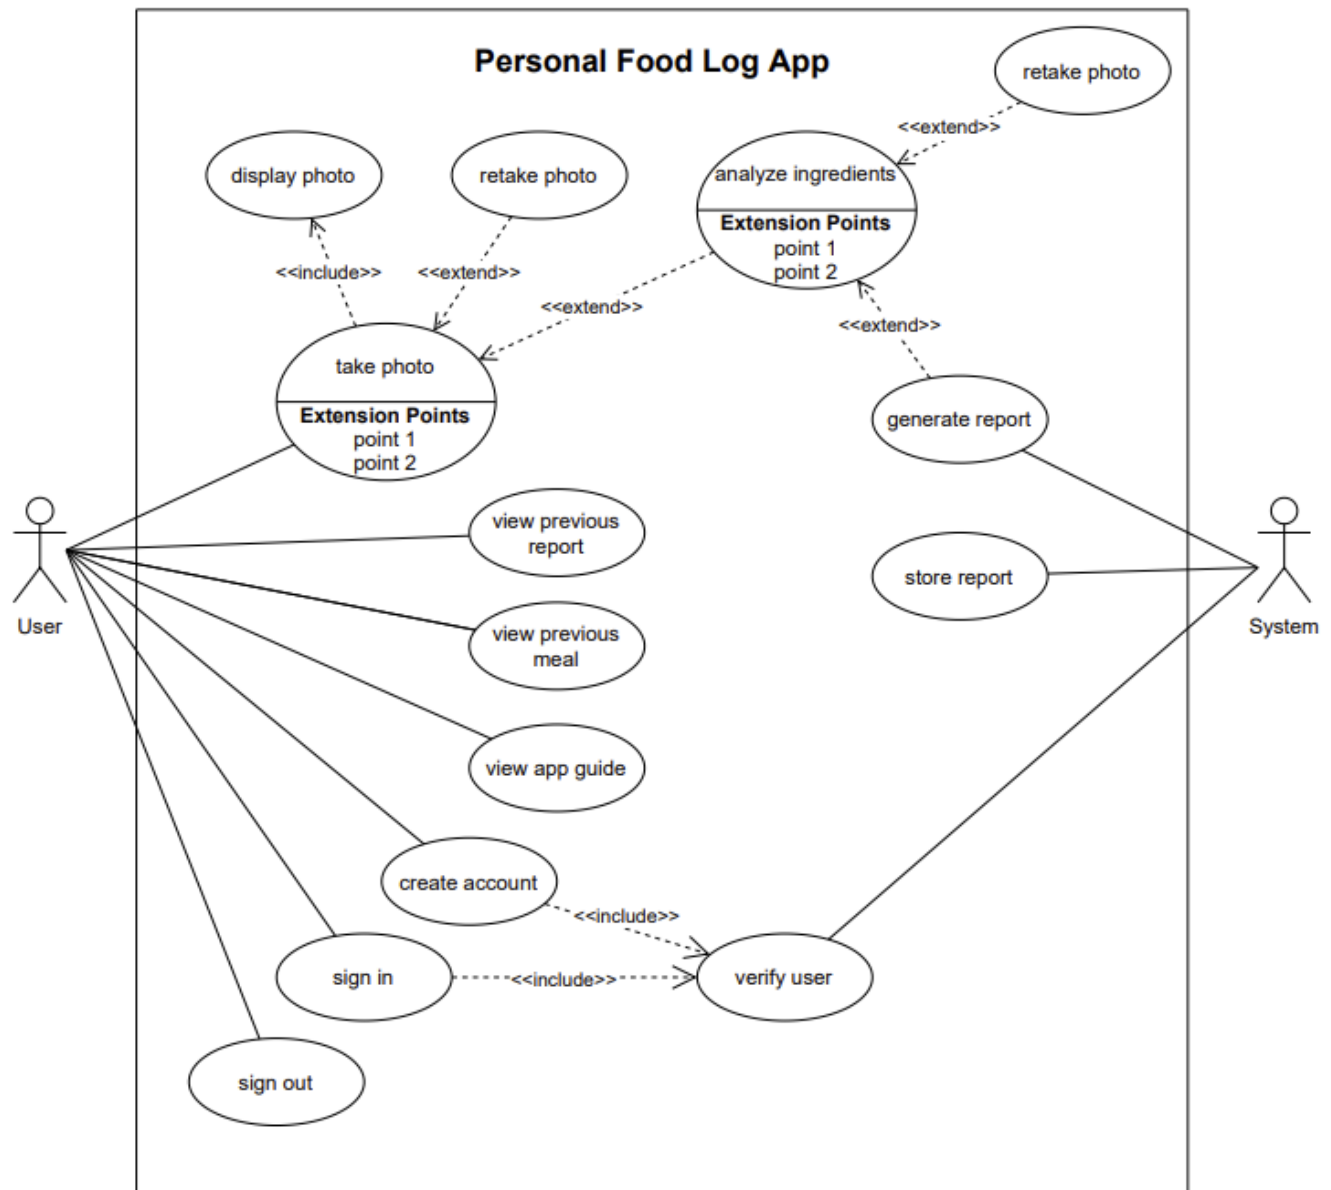 Personal Food Log App
retake photo
<<extend>>
display photo
retake photo
analyze ingredients
Extension Points
point 1
point 2
<<include>>
<<extend>>
<<extend>>
<<extend>>
take photo
Extension Points
point 1
point 2
generate report
view previous
report
store report
User
System
view previous
meal
view app guide
create account
<<include>>
sign in
<<include>>
verify user
sign out